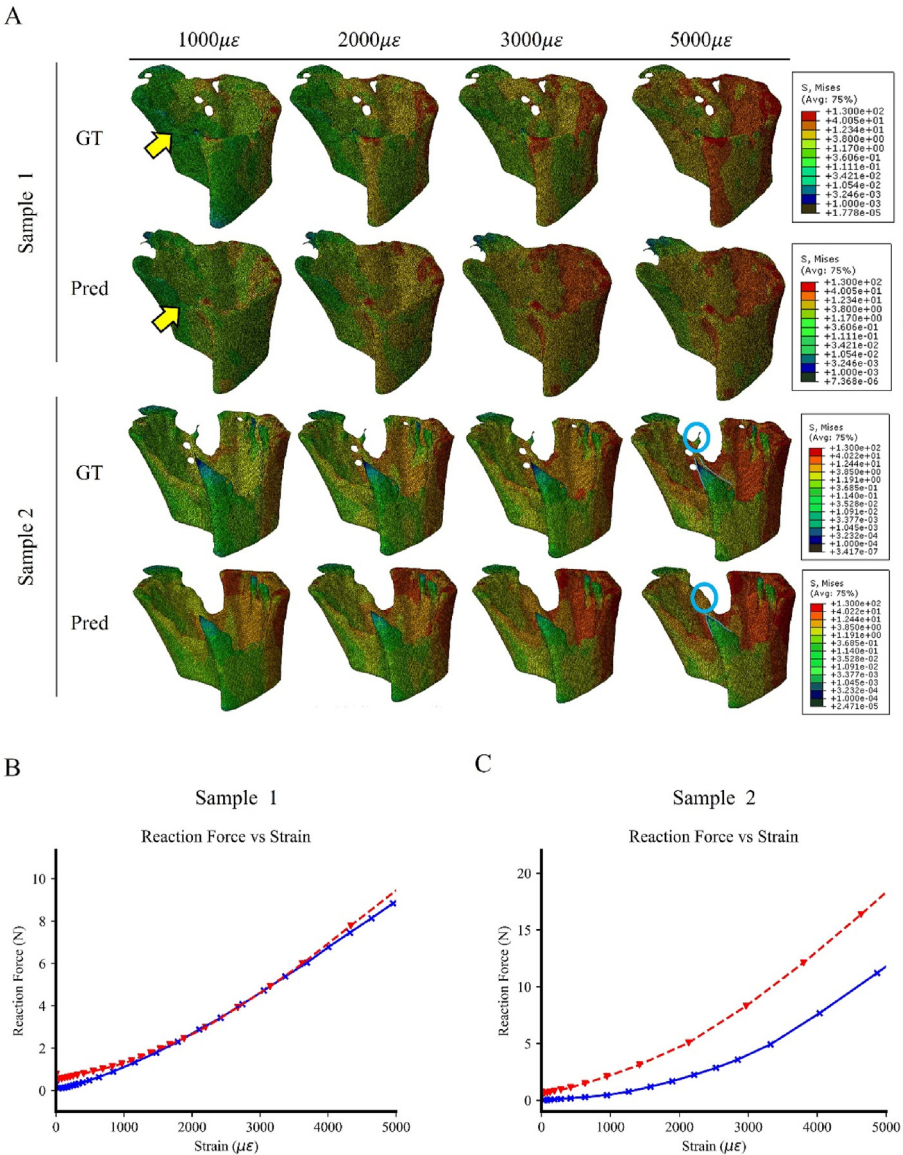 A
1000με 2000με 3000με 5000με
Sample 1
GT
S, Mises
(Avg: 75%)
+1.300e+02
+4.005e+01
+1.234e+01
+3.800e+00
+1.170e+00
+3.606e-01
+1.111e-01
+3.421e-02
+1.054e-02
+3.246e-03
+1.000e-03
+1.778e-05
Pred
S, Mises
(Avg: 75%)
+1.300e+02
+4.005e+01
+1.234e+01
+3.800e+00
+1.170e+00
+3.606e-01
+1.111e-01
+3.421e-02
+1.054e-02
+3.246e-03
+1.000e-03
+7.368e-06
Sample 2
GT
S, Mises
(Avg: 75%)
+1.300e+02
+4.022e+01
+1.244e+01
+3.850e+00
+1.191e+00
+3.685e-01
+1.140e-01
+3.528e-02
+1.091e-02
+3.377e-03
+1.045e-03
+3.232e-04
+1.000e-04
+3.417e-07
Pred
S, Mises
(Avg: 75%)
+1.300e+02
+4.022e+01
+1.244e+01
+3.850e+00
+1.191e+00
+3.685e-01
+1.140e-01
+3.528e-02
+1.091e-02
+3.377e-03
+1.045e-03
+3.232e-04
+1.000e-04
+2.471e-05
B
Sample 1
Reaction Force vs Strain
Reaction Force (N)
10
8
6
4
2
0
0 1000 2000 3000 4000 5000
Strain (με)
C
Sample 2
Reaction Force vs Strain
Reaction Force (N)
20
15
10
5
0
0 1000 2000 3000 4000 5000
Strain (με)